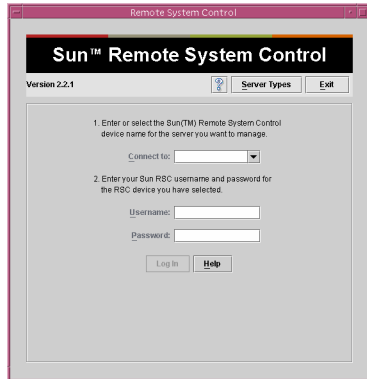 Remote System Control
Sun™ Remote System Control
Version 2.2.1
Server Types
Exit
1. Enter or select the Sun(TM) Remote System Control
device name for the server you want to manage.
Connect to:
2. Enter your Sun RSC username and password for
the RSC device you have selected.
Username:
Password:
Log In
Help